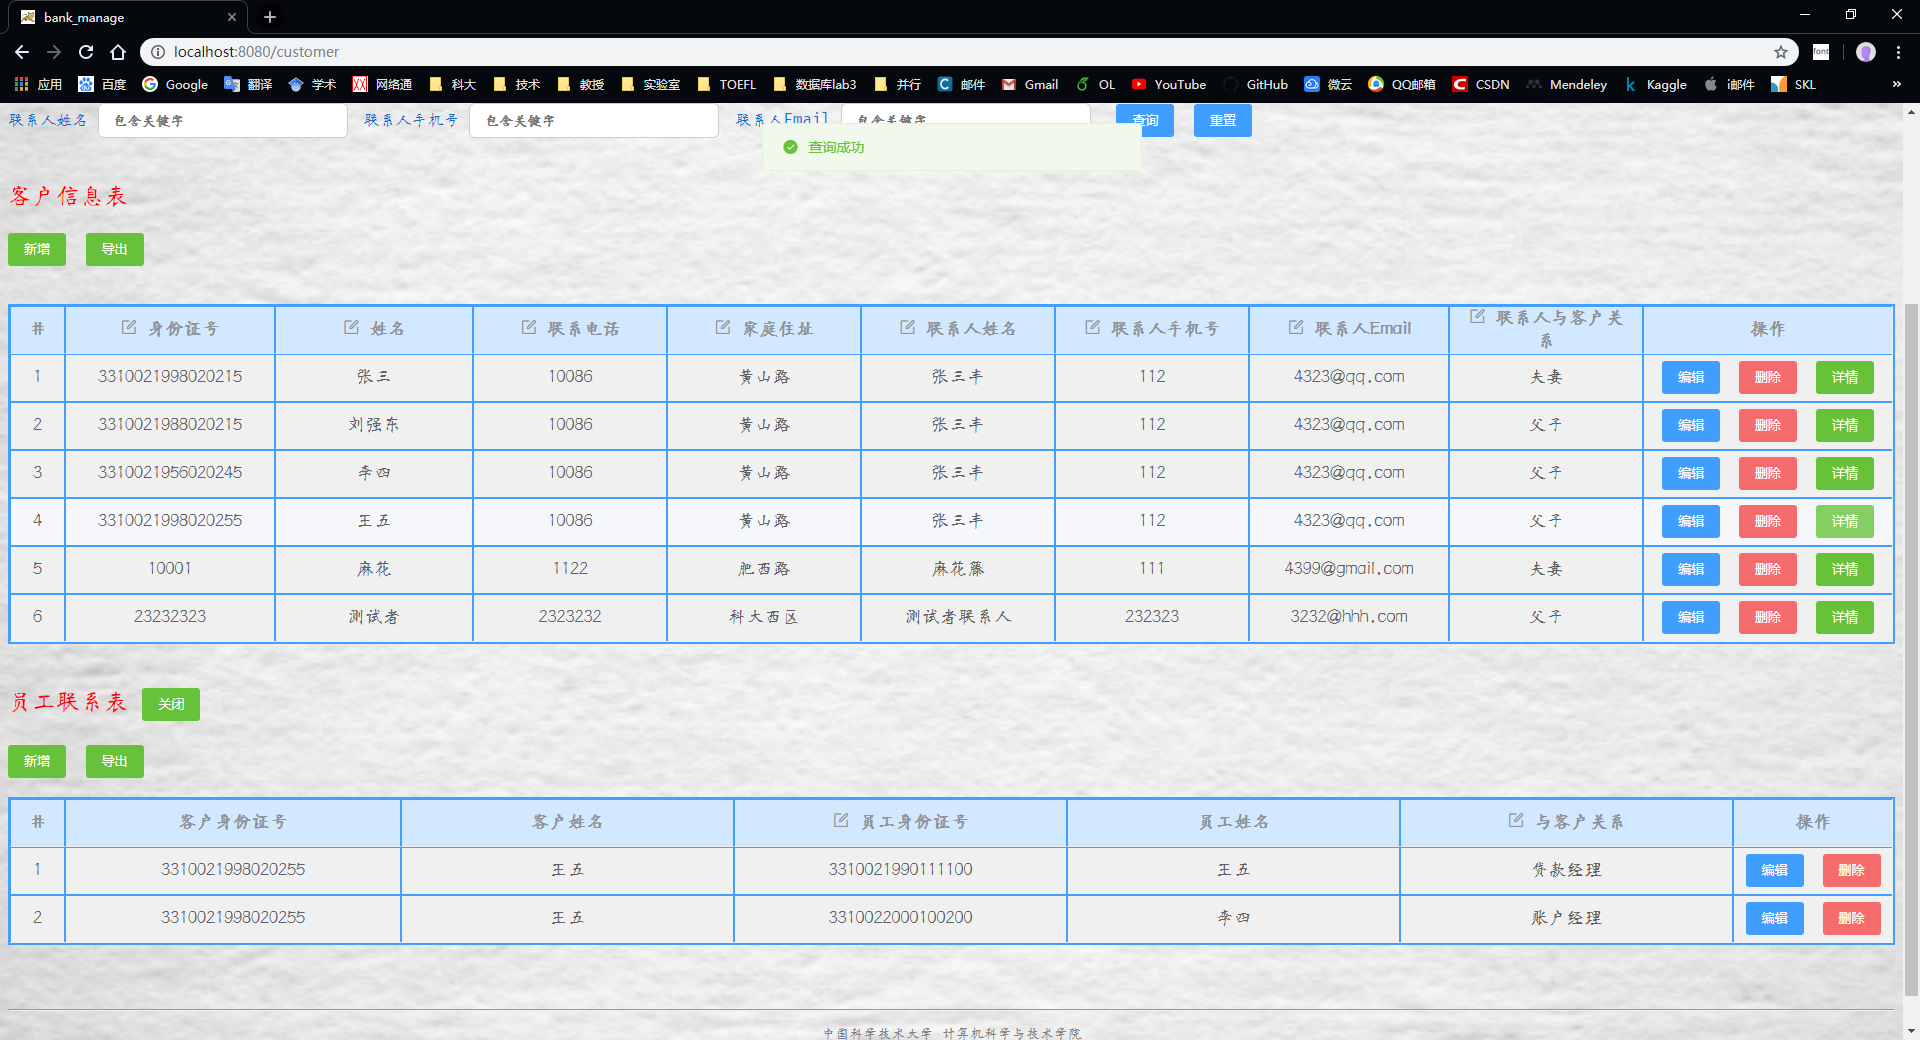 bank_manage
localhost:8080/customer
font
应用 百度 Google 翻译 学术 网络通 科大 技术 教授 实验室 TOEFL 数据库lab3 并行 邮件 Gmail OL YouTube GitHub 微云 QQ邮箱 CSDN Mendeley Kaggle i邮件 SKL »
联系人姓名 包含关键字 联系人手机号 包含关键字 联系人Email 包含关键字 查询 重置
查询成功
客户信息表
新增 导出
# 身份证号 姓名 联系电话 家庭住址 联系人姓名 联系人手机号 联系人Email 联系人与客户关系 操作
1 3310021998020215 张三 10086 黄山路 张三丰 112 4323@qq.com 夫妻 编辑 删除 详情
2 3310021988020215 刘强东 10086 黄山路 张三丰 112 4323@qq.com 父子 编辑 删除 详情
3 3310021956020245 李四 10086 黄山路 张三丰 112 4323@qq.com 父子 编辑 删除 详情
4 3310021998020255 王五 10086 黄山路 张三丰 112 4323@qq.com 父子 编辑 删除 详情
5 10001 麻花 1122 肥西路 麻花藤 111 4399@gmail.com 夫妻 编辑 删除 详情
6 23232323 测试者 2323232 科大西区 测试者联系人 232323 3232@hhh.com 父子 编辑 删除 详情
员工联系表 关闭
新增 导出
# 客户身份证号 客户姓名 员工身份证号 员工姓名 与客户关系 操作
1 3310021998020255 王五 3310021990111100 王五 贷款经理 编辑 删除
2 3310021998020255 王五 3310022000100200 李四 账户经理 编辑 删除
中国科学技术大学 计算机科学与技术学院